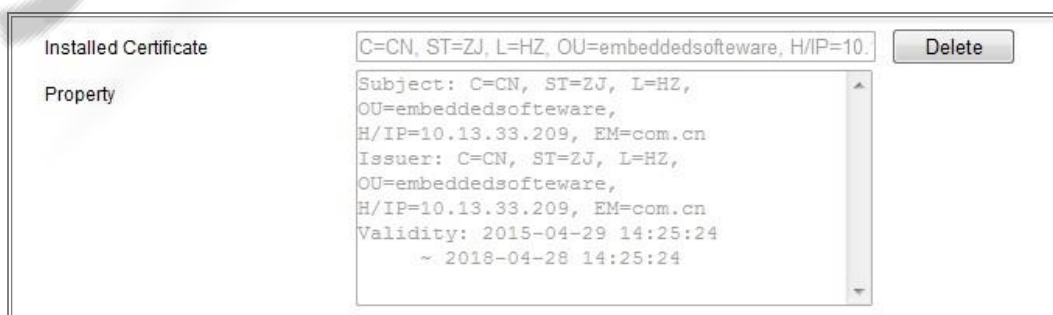 Installed Certificate
C=CN, ST=ZJ, L=HZ, OU=embeddedsofteware, H/IP=10.
Delete
Property
Subject: C=CN, ST=ZJ, L=HZ,
OU=embeddedsofteware,
H/IP=10.13.33.209, EM=com.cn
Issuer: C=CN, ST=ZJ, L=HZ,
OU=embeddedsofteware,
H/IP=10.13.33.209, EM=com.cn
Validity: 2015-04-29 14:25:24
~ 2018-04-28 14:25:24